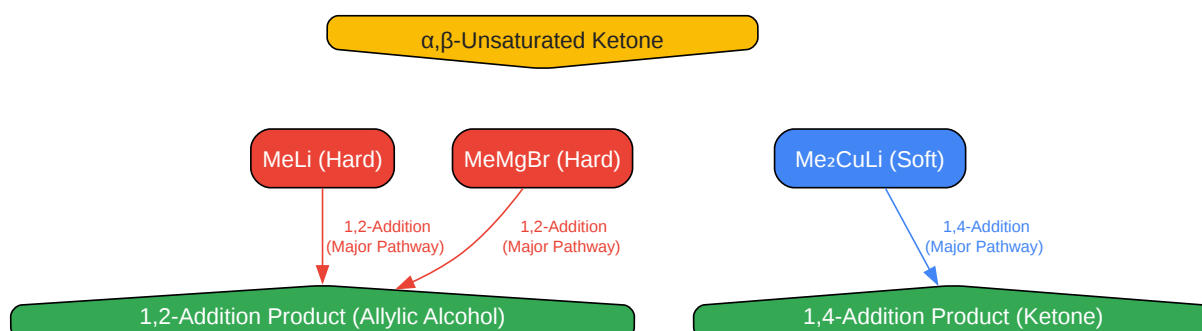 α,β-Unsaturated Ketone
MeLi (Hard)
MeMgBr (Hard)
Me₂CuLi (Soft)
1,2-Addition
(Major Pathway)
1,2-Addition
(Major Pathway)
1,4-Addition
(Major Pathway)
1,2-Addition Product (Allylic Alcohol)
1,4-Addition Product (Ketone)